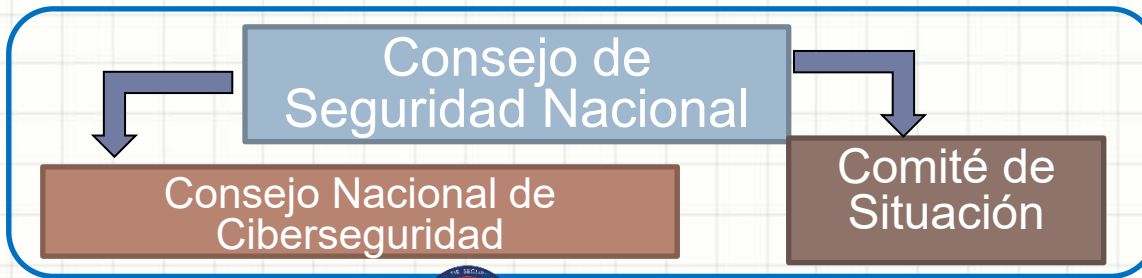 Consejo de
Seguridad Nacional
Consejo Nacional de
Ciberseguridad
Comité de
Situación